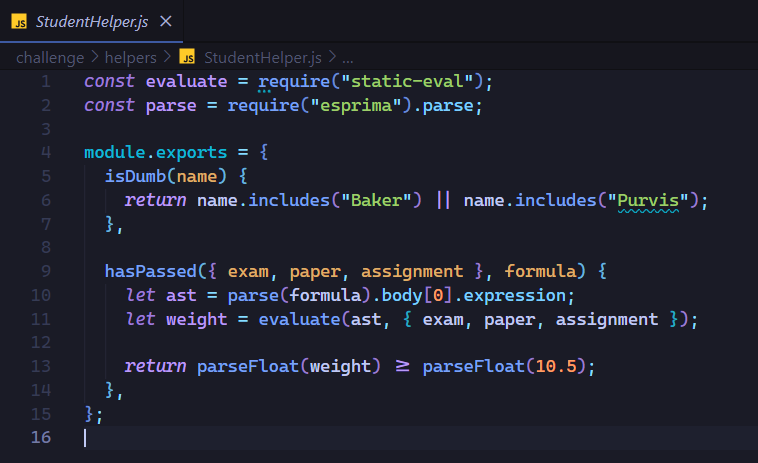 JS StudentHelper.js ×
challenge > helpers > JS StudentHelper.js > ...
1 const evaluate = require("static-eval");
2 const parse = require("esprima").parse;
3
4 module.exports = {
5 isDumb(name) {
6 return name.includes("Baker") || name.includes("Purvis");
7 },
8
9 hasPassed({ exam, paper, assignment }, formula) {
10 let ast = parse(formula).body[0].expression;
11 let weight = evaluate(ast, { exam, paper, assignment });
12
13 return parseFloat(weight) ≥ parseFloat(10.5);
14 },
15 };
16